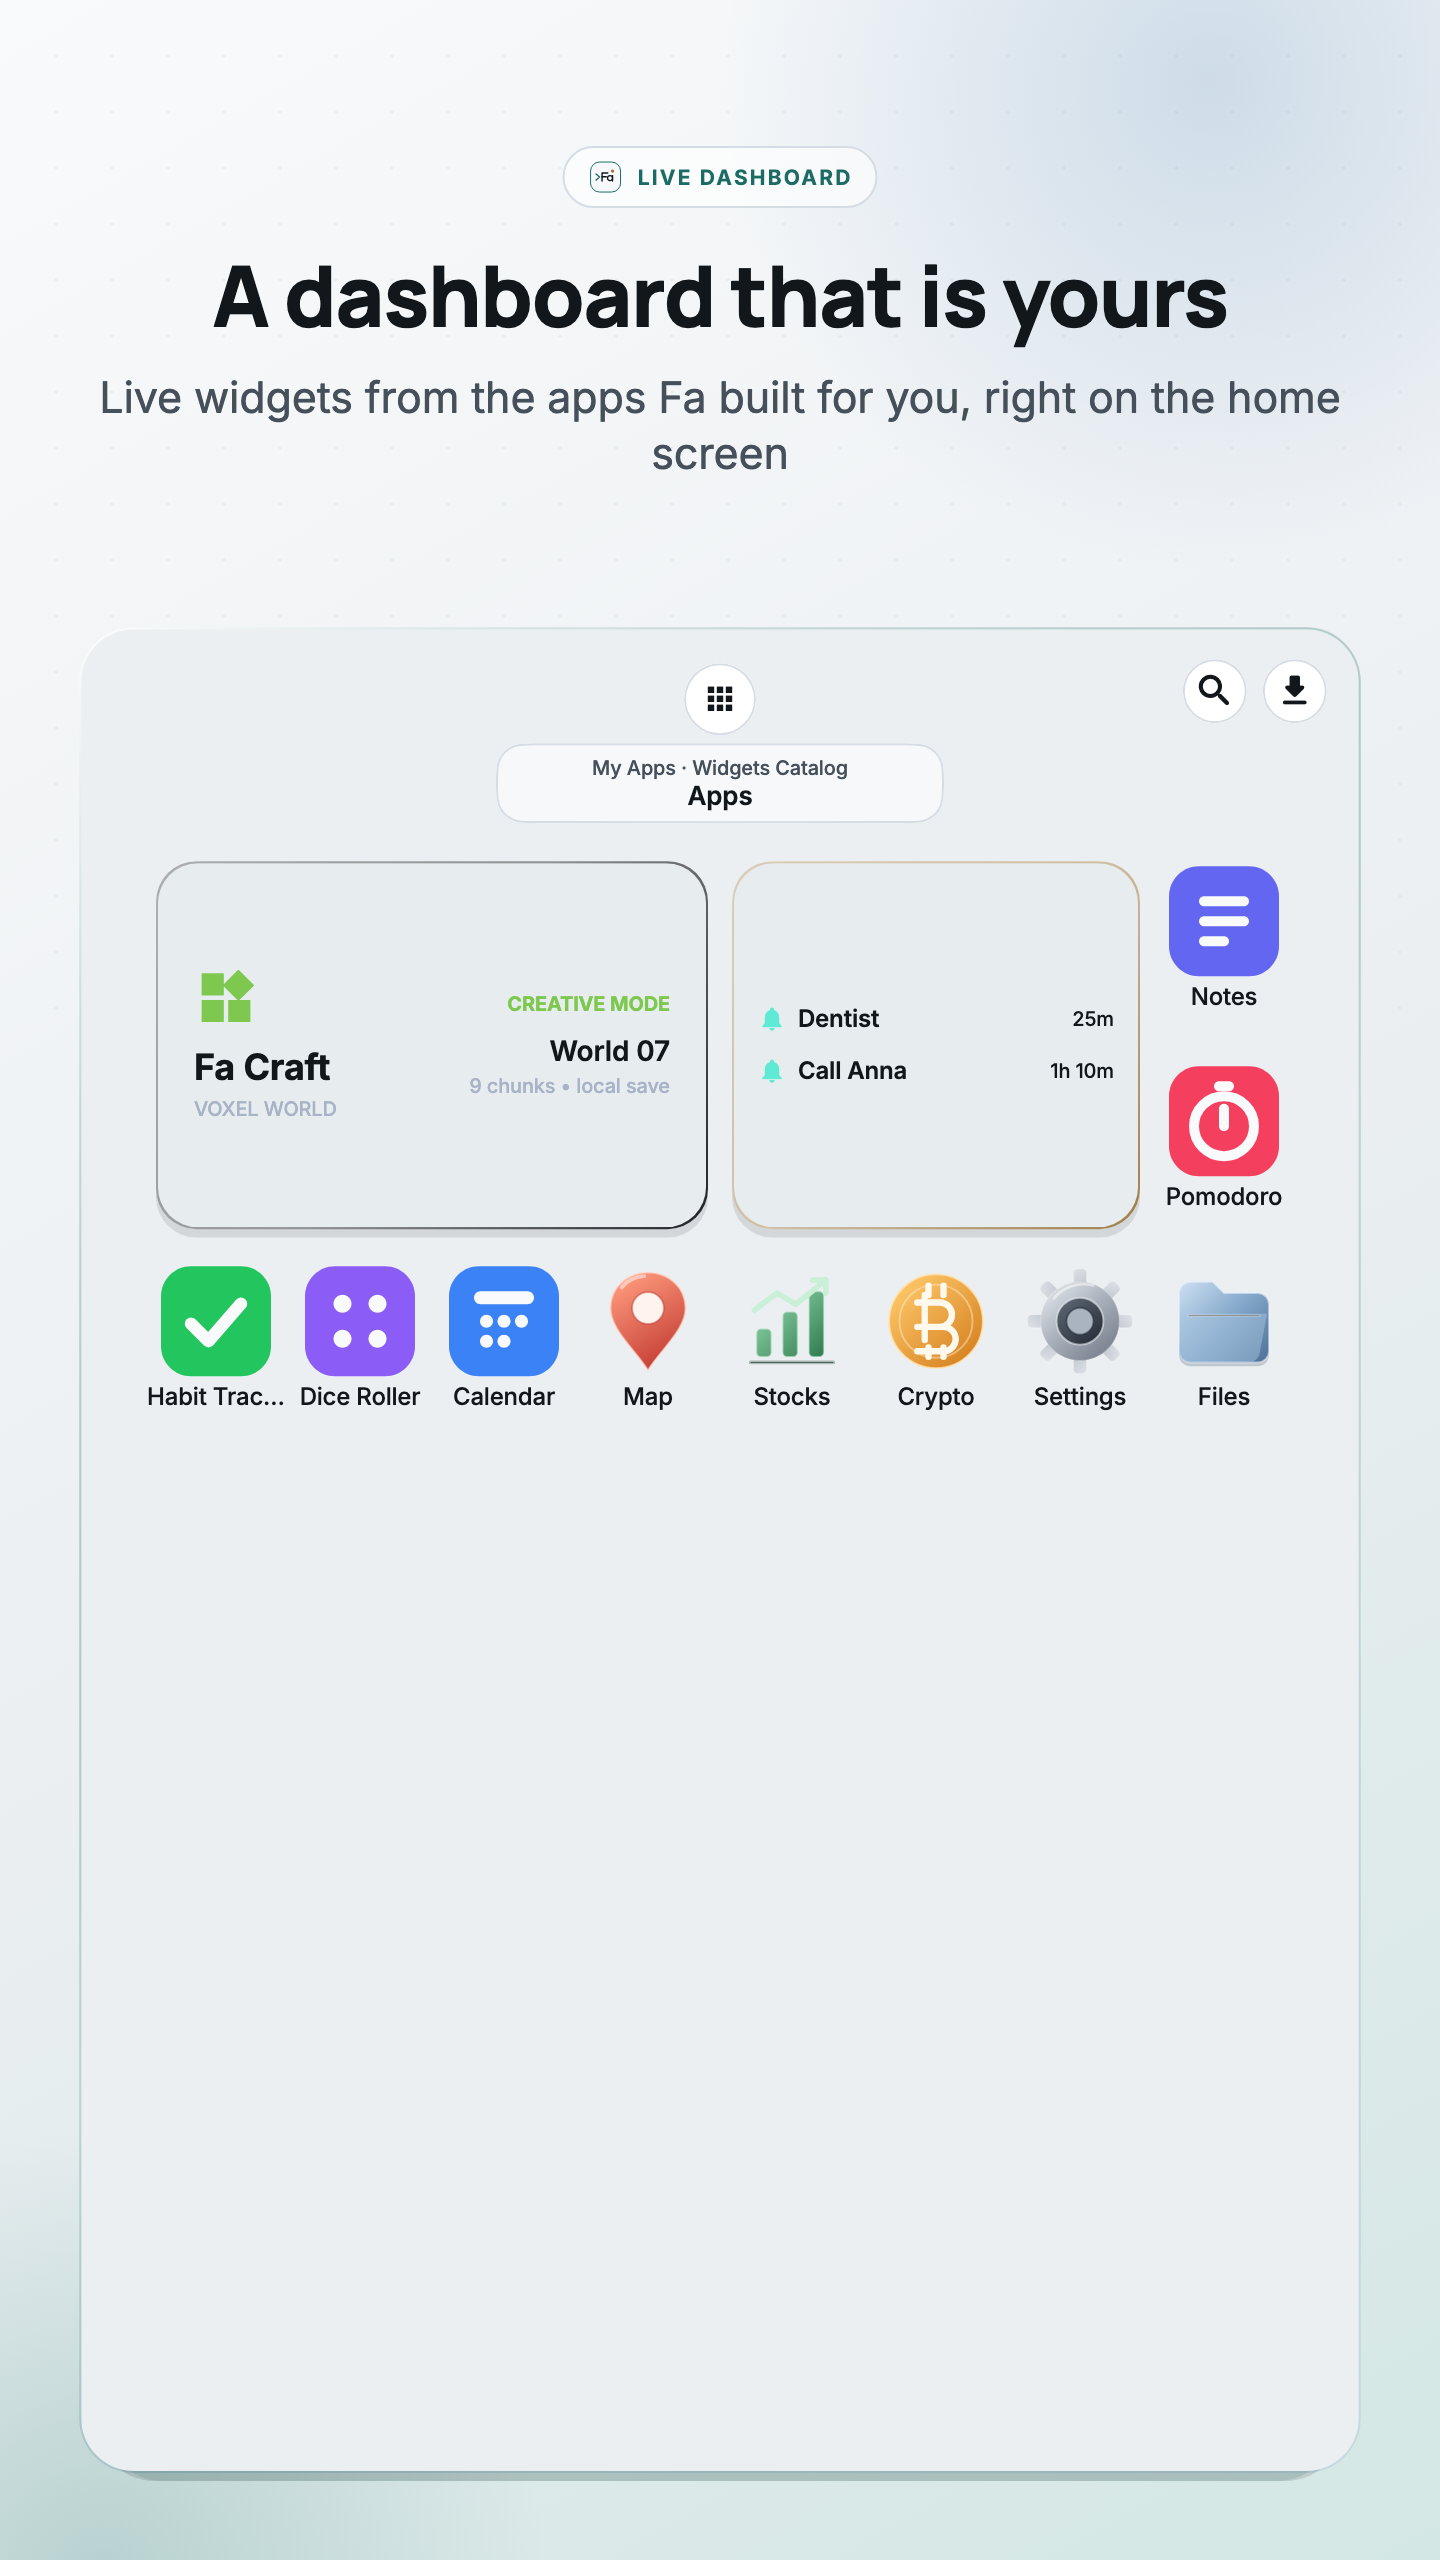 >Fa LIVE DASHBOARD
A dashboard that is yours
Live widgets from the apps Fa built for you, right on the home
screen
My Apps · Widgets Catalog
Apps
Fa Craft
VOXEL WORLD
CREATIVE MODE
World 07
9 chunks • local save
Dentist 25m
Call Anna 1h 10m
Notes
Pomodoro
Habit Trac... Dice Roller Calendar Map Stocks Crypto Settings Files